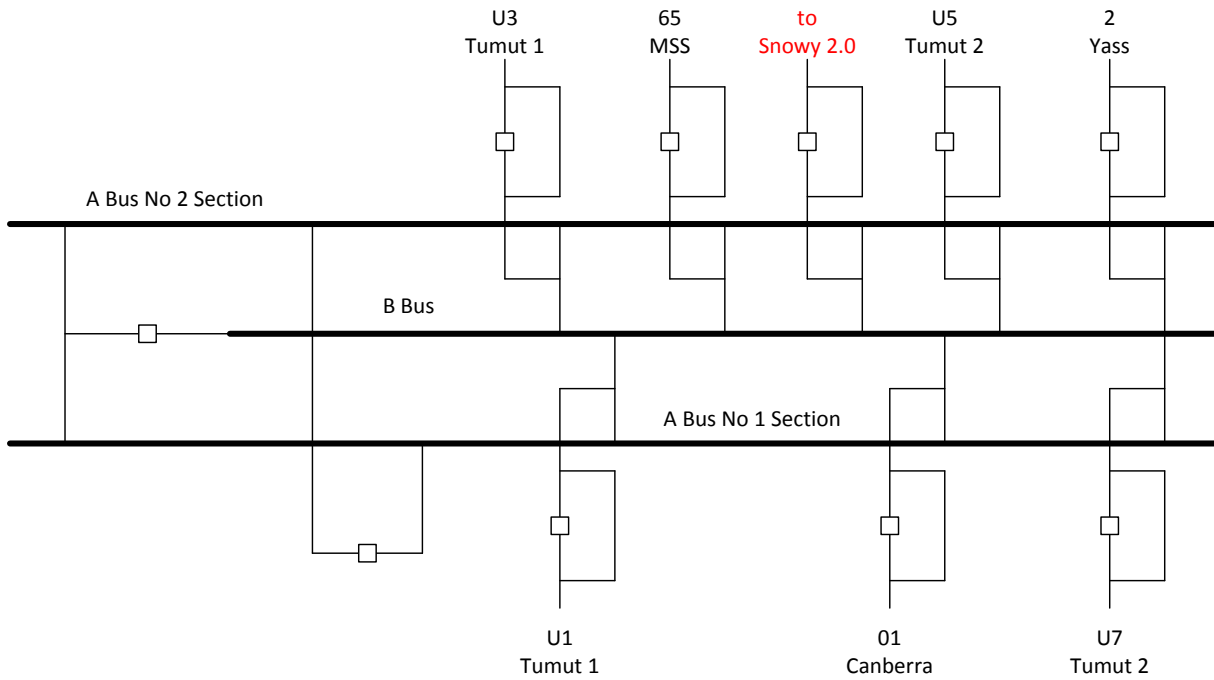 U3
Tumut 1
65
MSS
to
Snowy 2.0
U5
Tumut 2
2
Yass
A Bus No 2 Section
B Bus
A Bus No 1 Section
U1
Tumut 1
01
Canberra
U7
Tumut 2